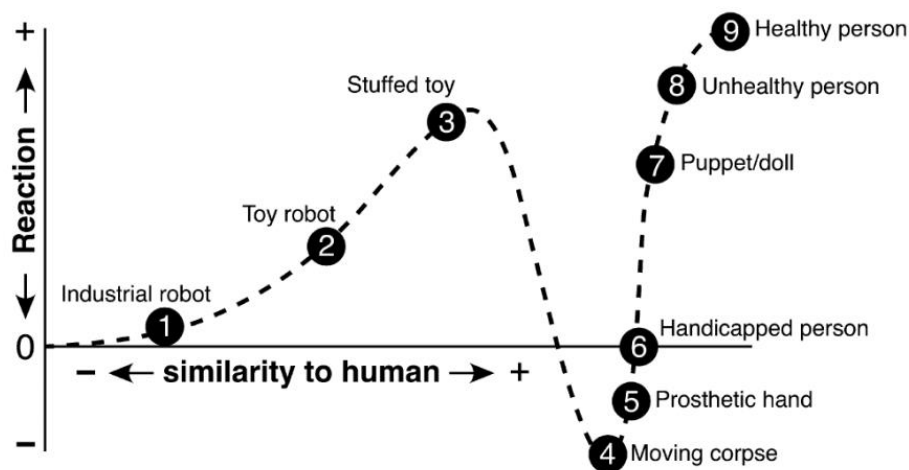 +
9 Healthy person
8 Unhealthy person
Stuffed toy
3
7 Puppet/doll
Reaction
Toy robot
2
Industrial robot
1
Handicapped person
0
6
- similarity to human +
5 Prosthetic hand
-
4 Moving corpse